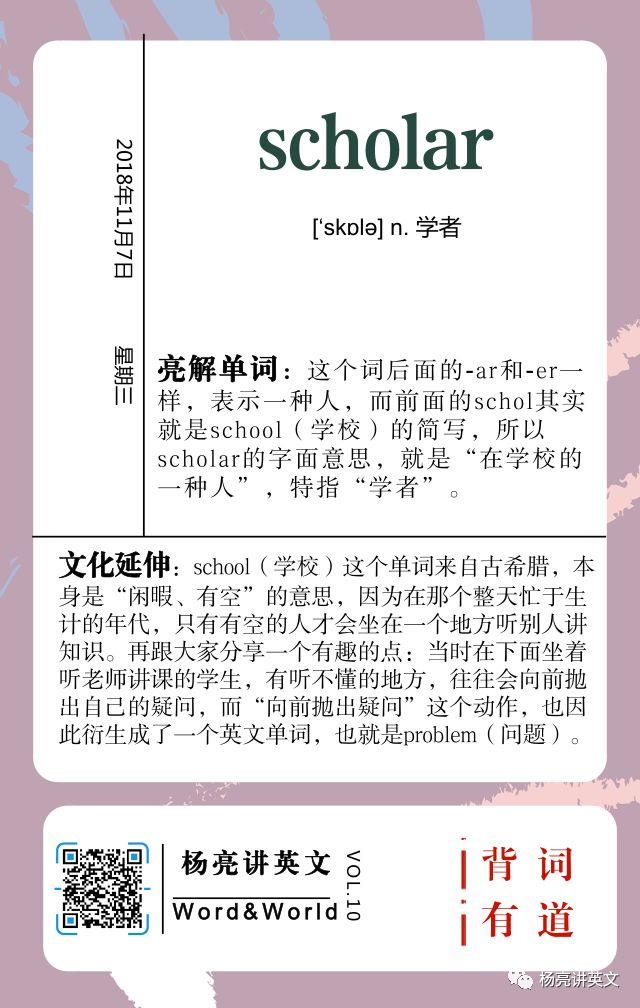 scholar
['skɒlə] n. 学者
2018年11月7日
星期三
亮解单词：这个词后面的-ar和-er一
样，表示一种人，而前面的schol其实
就是school（学校）的简写，所以
scholar的字面意思，就是“在学校的
一种人”，特指“学者”。
文化延伸：school（学校）这个单词来自古希腊，本
身是“闲暇、有空”的意思，因为在那个整天忙于生
计的年代，只有有空的人才会坐在一个地方听别人讲
知识。再跟大家分享一个有趣的点：当时在下面坐着
听老师讲课的学生，有听不懂的地方，往往会向前抛
出自己的疑问，而“向前抛出疑问”这个动作，也因
此衍生成了一个英文单词，也就是problem（问题）。
杨亮讲英文
Word&World
VOL.10
背词
有道
杨亮讲英文